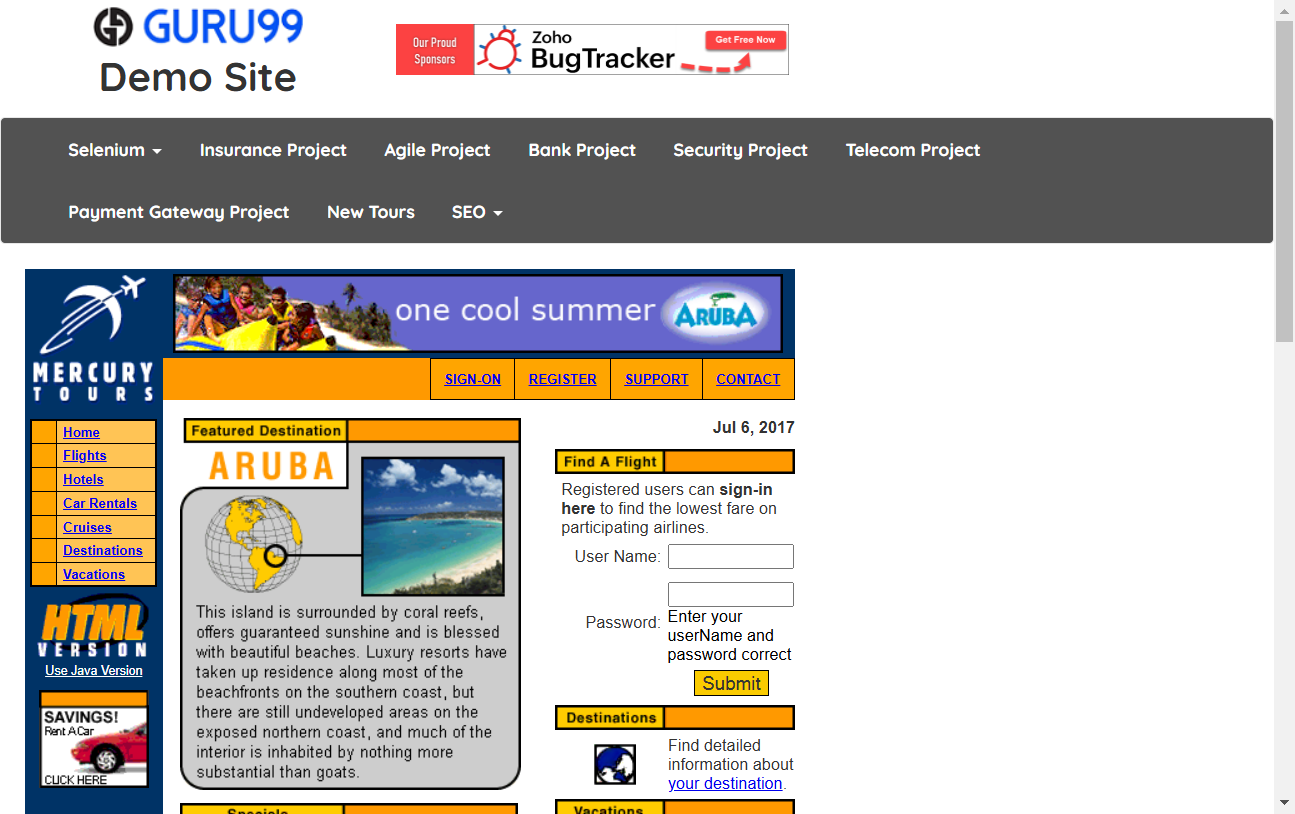 GURU99
Demo Site
Our Proud
Sponsors
Zoho
BugTracker
Get Free Now
Selenium
Insurance Project
Agile Project
Bank Project
Security Project
Telecom Project
Payment Gateway Project
New Tours
SEO
MERCURY
TOURS
one cool summer
ARUBA
SIGN-ON
REGISTER
SUPPORT
CONTACT
Home
Flights
Hotels
Car Rentals
Cruises
Destinations
Vacations
HTML
VERSION
Use Java Version
SAVINGS!
Rent A Car
CLICK HERE
Featured Destination
ARUBA
This island is surrounded by coral reefs,
offers guaranteed sunshine and is blessed
with beautiful beaches. Luxury resorts have
taken up residence along most of the
beachfronts on the southern coast, but
there are still undeveloped areas on the
exposed northern coast, and much of the
interior is inhabited by nothing more
substantial than goats.
Specials
Jul 6, 2017
Find A Flight
Registered users can sign-in
here to find the lowest fare on
participating airlines.
User Name:
Password:
Enter your
userName and
password correct
Submit
Destinations
Find detailed
information about
your destination.
Vacations